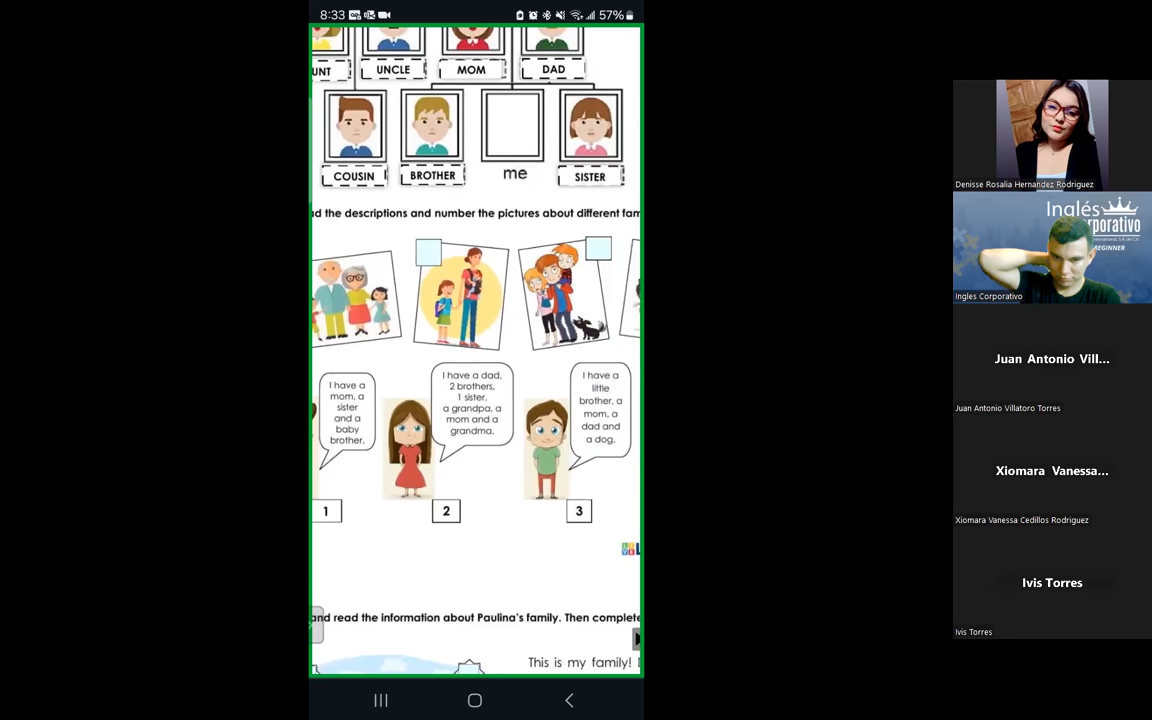 8:33
57%
UNT
UNCLE
MOM
DAD
COUSIN
BROTHER
me
SISTER
d the descriptions and number the pictures about different fam
I have a
mom, a
sister
and a
baby
brother.
I have a dad,
2 brothers,
1 sister,
a grandpa, a
mom and a
grandma.
I have a
little
brother, a
mom, a
dad and
a dog.
1
2
3
and read the information about Paulina's family. Then complete
This is my family!
Denisse Rosalia Hernandez Rodriguez
Inglés
rporativo
BEGINNER
Ingles Corporativo
Juan Antonio Vill...
Juan Antonio Villatoro Torres
Xiomara Vanessa...
Xiomara Vanessa Cedillos Rodriguez
Ivis Torres
Ivis Torres